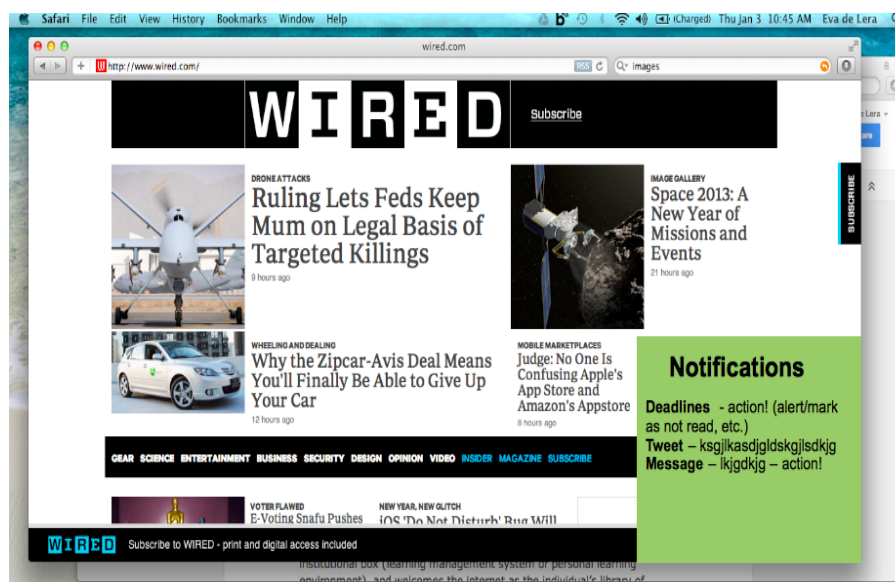 Safari File Edit View History Bookmarks Window Help (Charged) Thu Jan 3 10:45 AM Eva de Lera
wired.com
http://www.wired.com/ RSS images
WIRED
Subscribe
DRONE ATTACKS
Ruling Lets Feds Keep
Mum on Legal Basis of
Targeted Killings
9 hours ago
IMAGE GALLERY
Space 2013: A
New Year of
Missions and
Events
21 hours ago
SUBSCRIBE
Lera
WHEELING AND DEALING
Why the Zipcar-Avis Deal Means
You'll Finally Be Able to Give Up
Your Car
12 hours ago
MOBILE MARKETPLACES
Judge: No One Is
Confusing Apple's
App Store and
Amazon's Appstore
8 hours ago
Notifications
Deadlines - action! (alert/mark
as not read, etc.)
Tweet – ksgjlkasdjgldskgjlsdkjg
Message – lkjgdkjg – action!
GEAR SCIENCE ENTERTAINMENT BUSINESS SECURITY DESIGN OPINION VIDEO INSIDER MAGAZINE SUBSCRIBE
VOTER FLAWED
E-Voting Snafu Pushes
NEW YEAR, NEW GLITCH
iOS 'Do Not Disturb' Bug Will
WIRED Subscribe to WIRED - print and digital access included
institutional box (learning management system or personal learning
environment), and welcomes the internet as the individual's library of